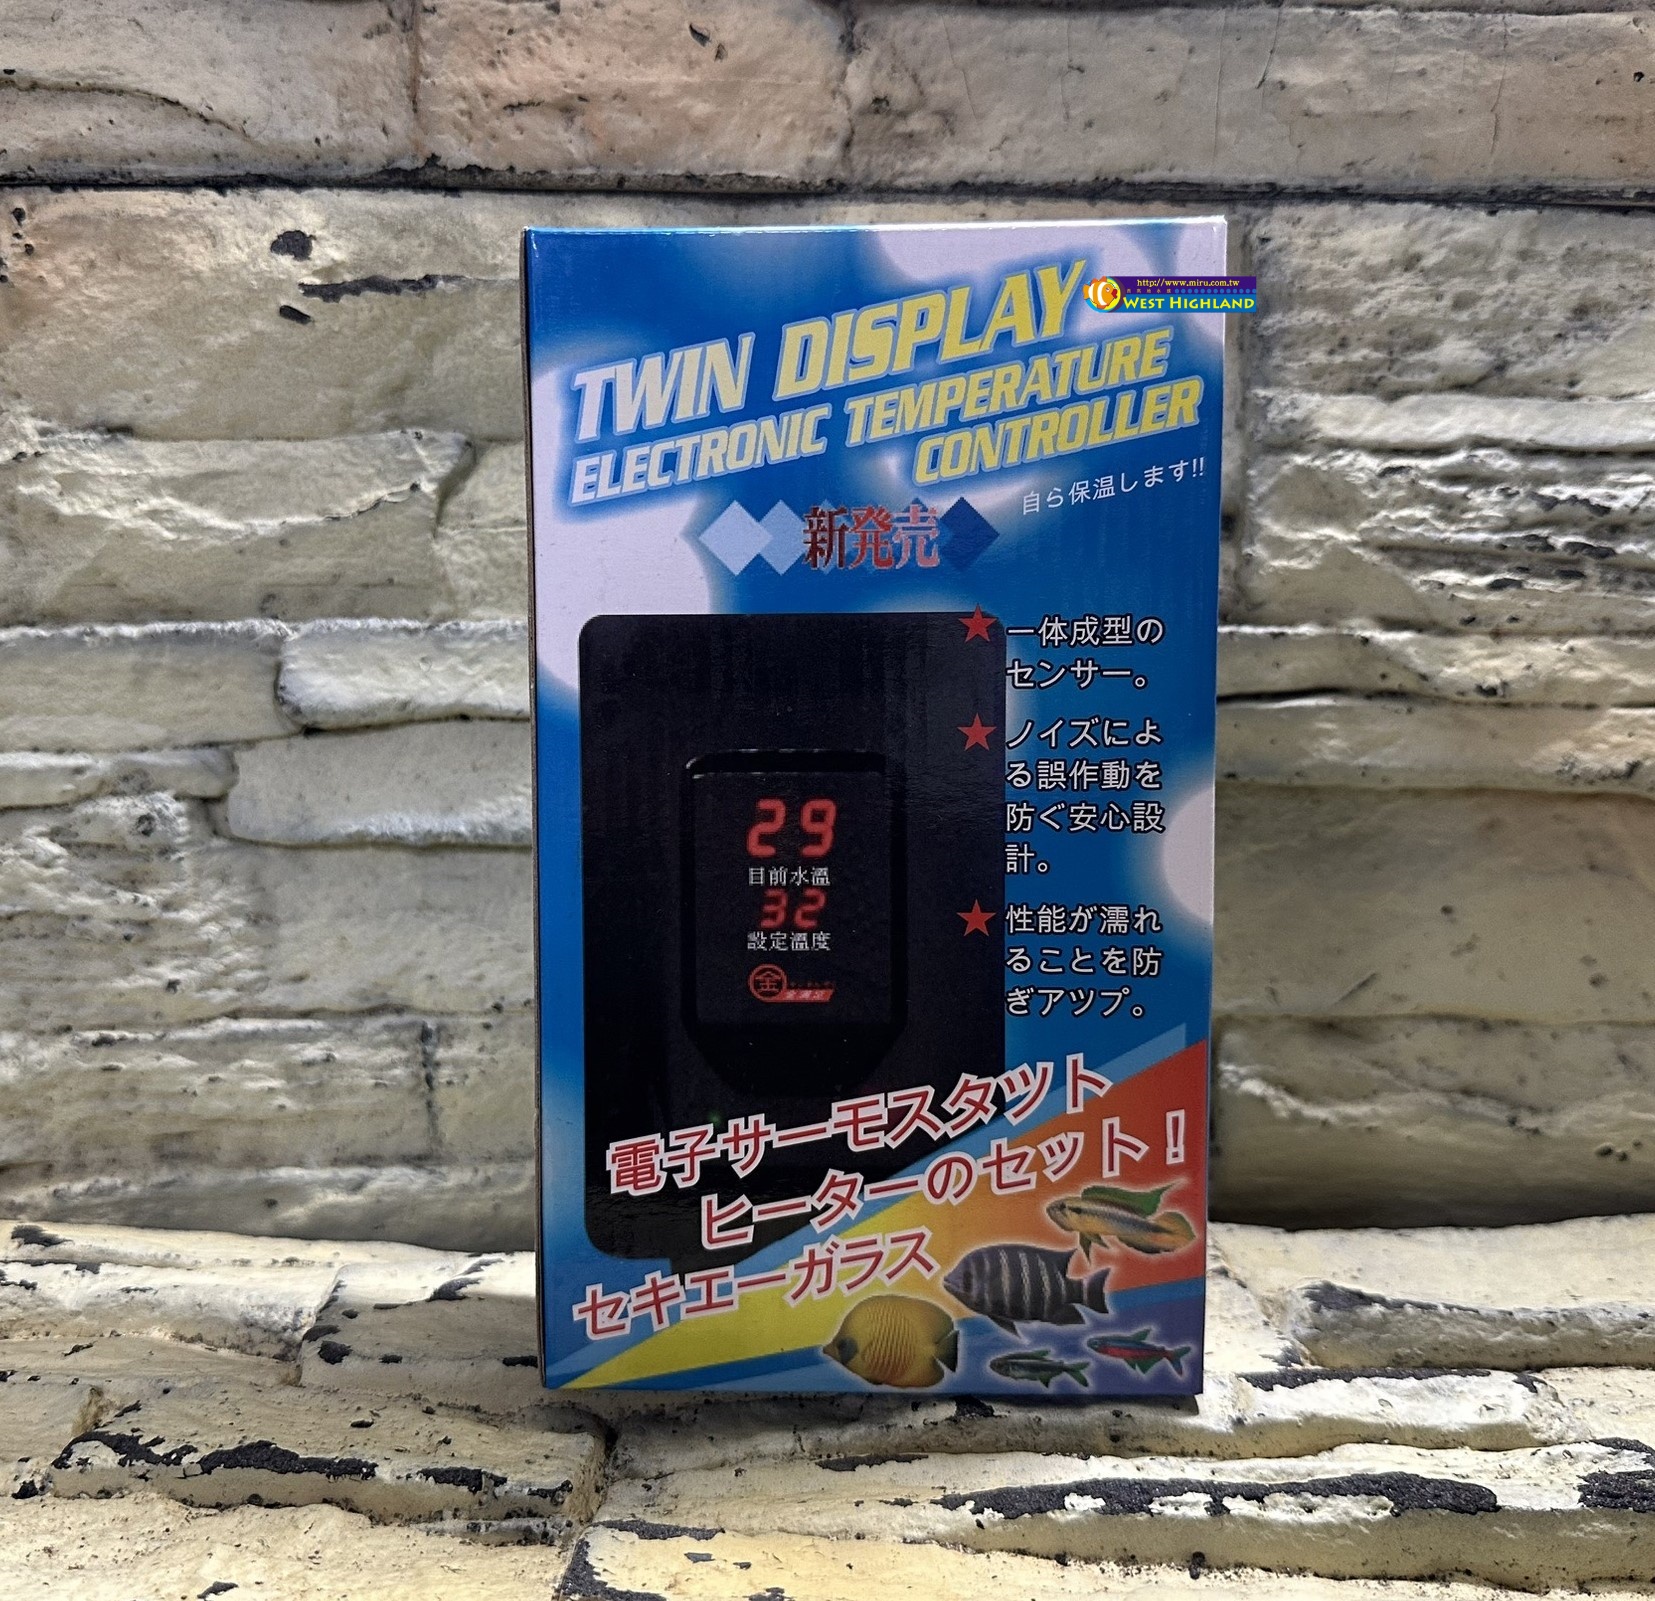 http://www.miru.com.tw
WEST HIGHLAND
TWIN DISPLAY
ELECTRONIC TEMPERATURE
CONTROLLER
自ら保温します!!
新発売
一体成型の
センサー。
ノイズによ
る誤作動を
防ぐ安心設
計。
性能が濡れ
ることを防
ぎアツプ。
29
目前水溫
32
設定溫度
金
電子サーモスタツト
ヒーターのセット!
セキエーガラス